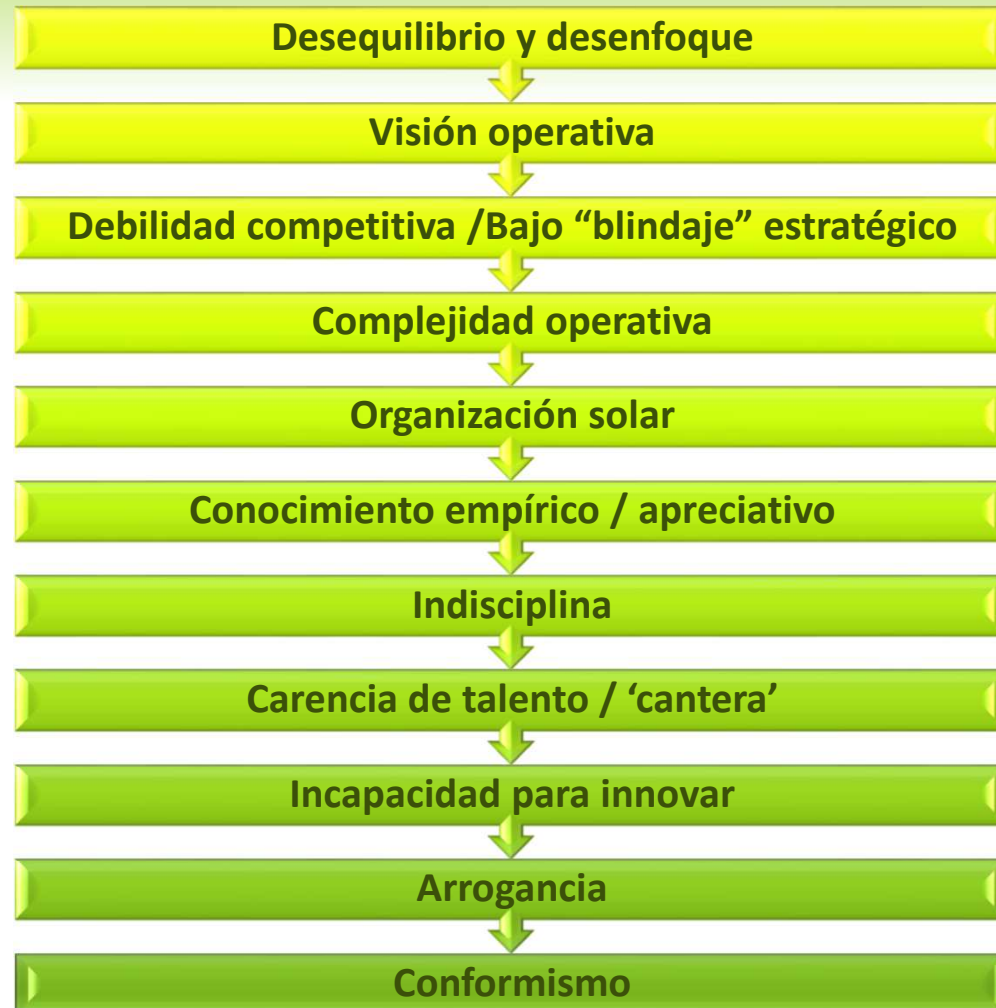 Desequilibrio y desenfoque
Visión operativa
Debilidad competitiva /Bajo “blindaje” estratégico
Complejidad operativa
Organización solar
Conocimiento empírico / apreciativo
Indisciplina
Carencia de talento / ‘cantera’
Incapacidad para innovar
Arrogancia
Conformismo